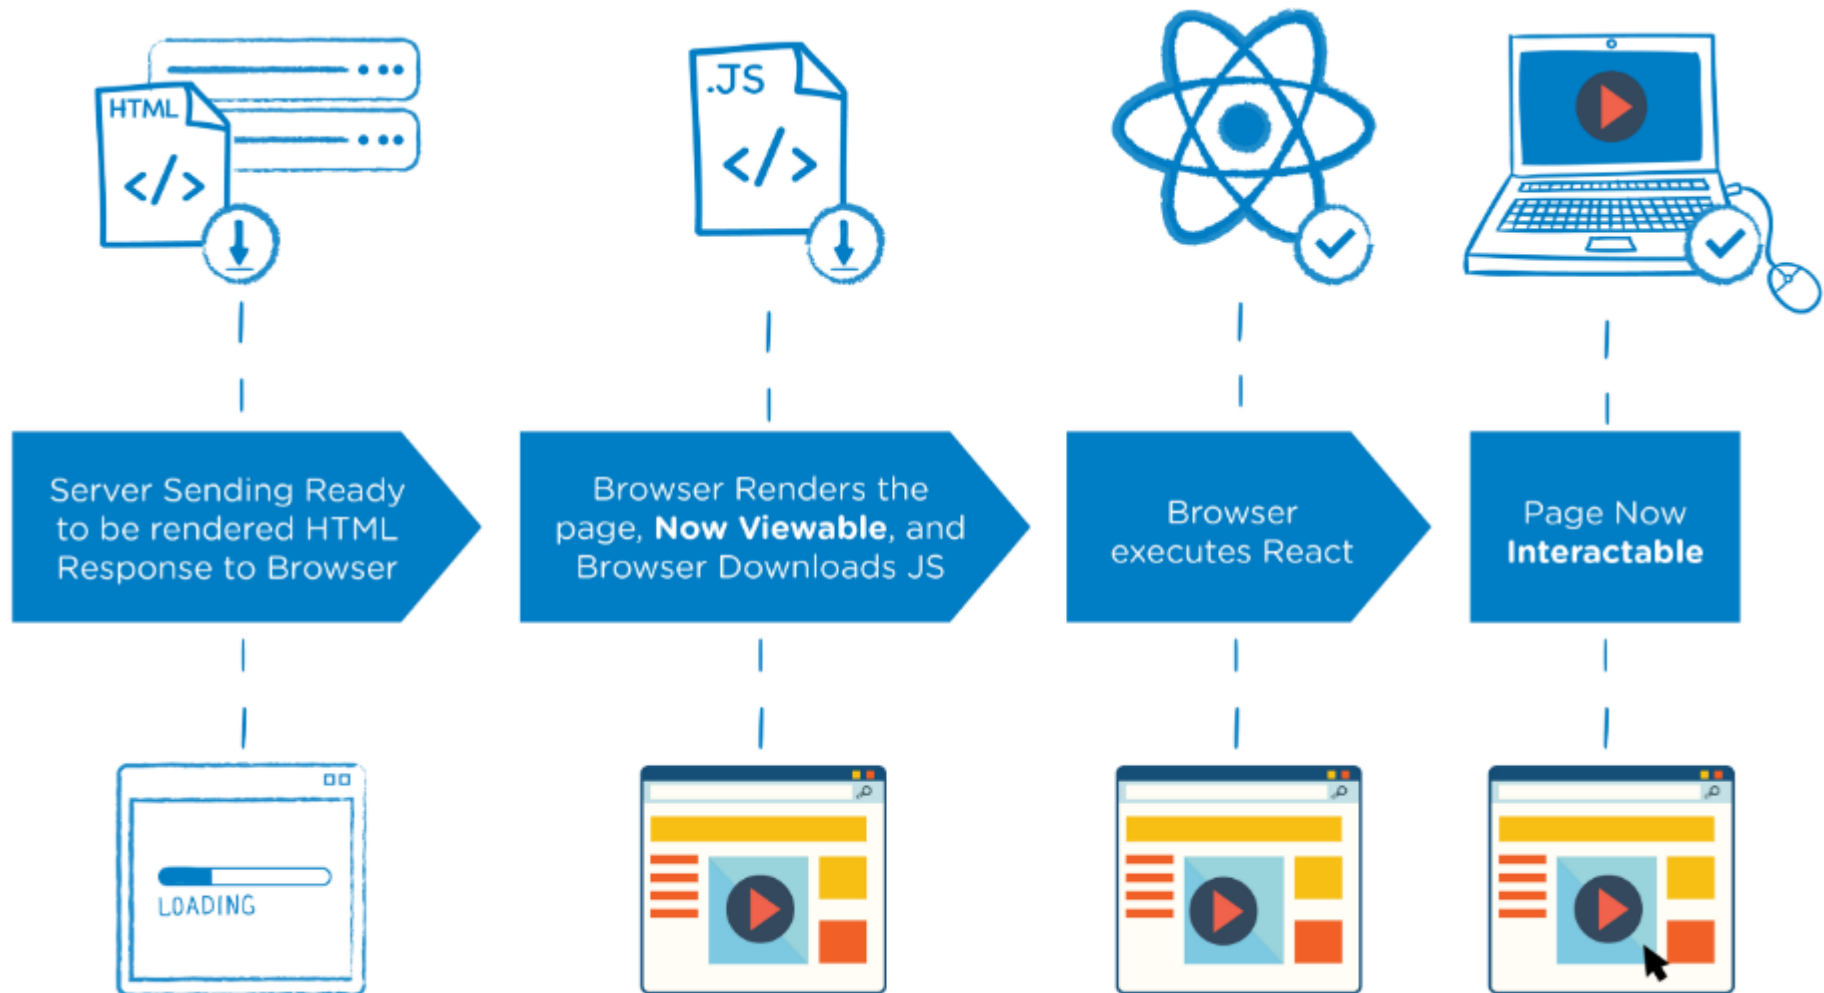 HTML
</>
.JS
</>
Server Sending Ready
to be rendered HTML
Response to Browser
Browser Renders the
page, Now Viewable, and
Browser Downloads JS
Browser
executes React
Page Now
Interactable
LOADING